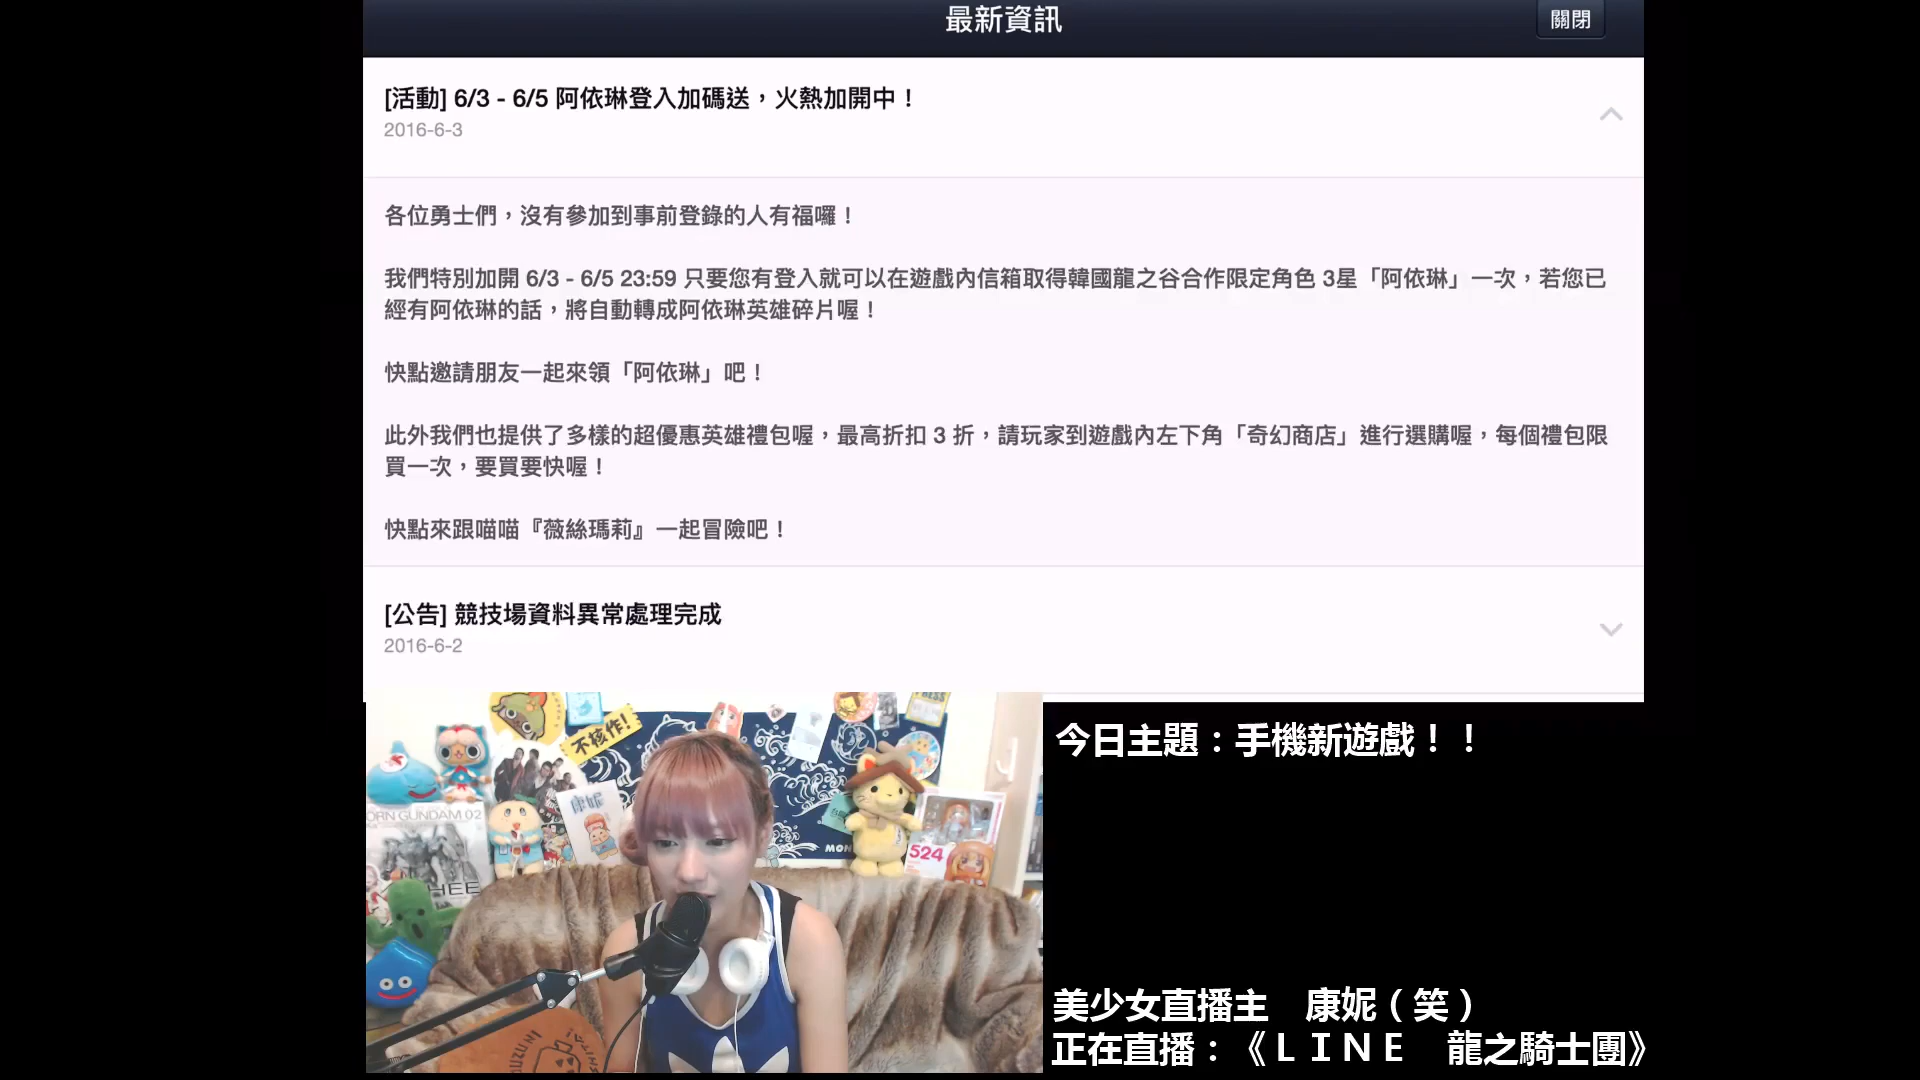 最新資訊
關閉
[活動] 6/3 - 6/5 阿依琳登入加碼送，火熱加開中！
2016-6-3
各位勇士們，沒有參加到事前登錄的人有福囉！
我們特別加開 6/3 - 6/5 23:59 只要您有登入就可以在遊戲內信箱取得韓國龍之谷合作限定角色 3星「阿依琳」一次，若您已
經有阿依琳的話，將自動轉成阿依琳英雄碎片喔！
快點邀請朋友一起來領「阿依琳」吧！
此外我們也提供了多樣的超優惠英雄禮包喔，最高折扣 3 折，請玩家到遊戲內左下角「奇幻商店」進行選購喔，每個禮包限
買一次，要買要快喔！
快點來跟喵喵『薇絲瑪莉』一起冒險吧！
[公告] 競技場資料異常處理完成
2016-6-2
不核作！
康妮
ORN GUNDAM 02
HEE
MON
524
今日主題：手機新遊戲！！
美少女直播主　康妮（笑）
正在直播：《ＬＩＮＥ　龍之騎士團》